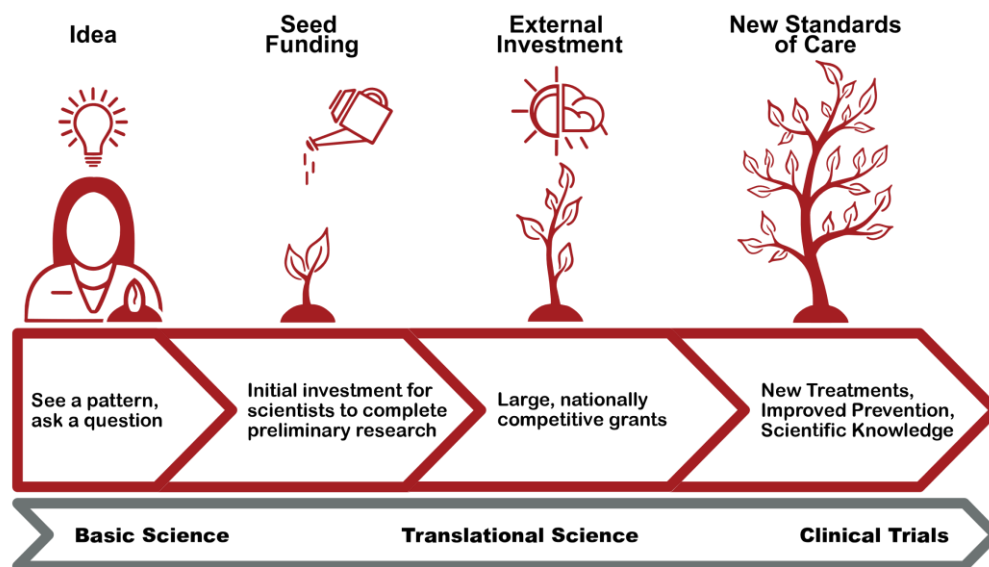 Idea
Seed
Funding
External
Investment
New Standards
of Care
See a pattern,
ask a question
Initial investment for
scientists to complete
preliminary research
Large, nationally
competitive grants
New Treatments,
Improved Prevention,
Scientific Knowledge
Basic Science
Translational Science
Clinical Trials